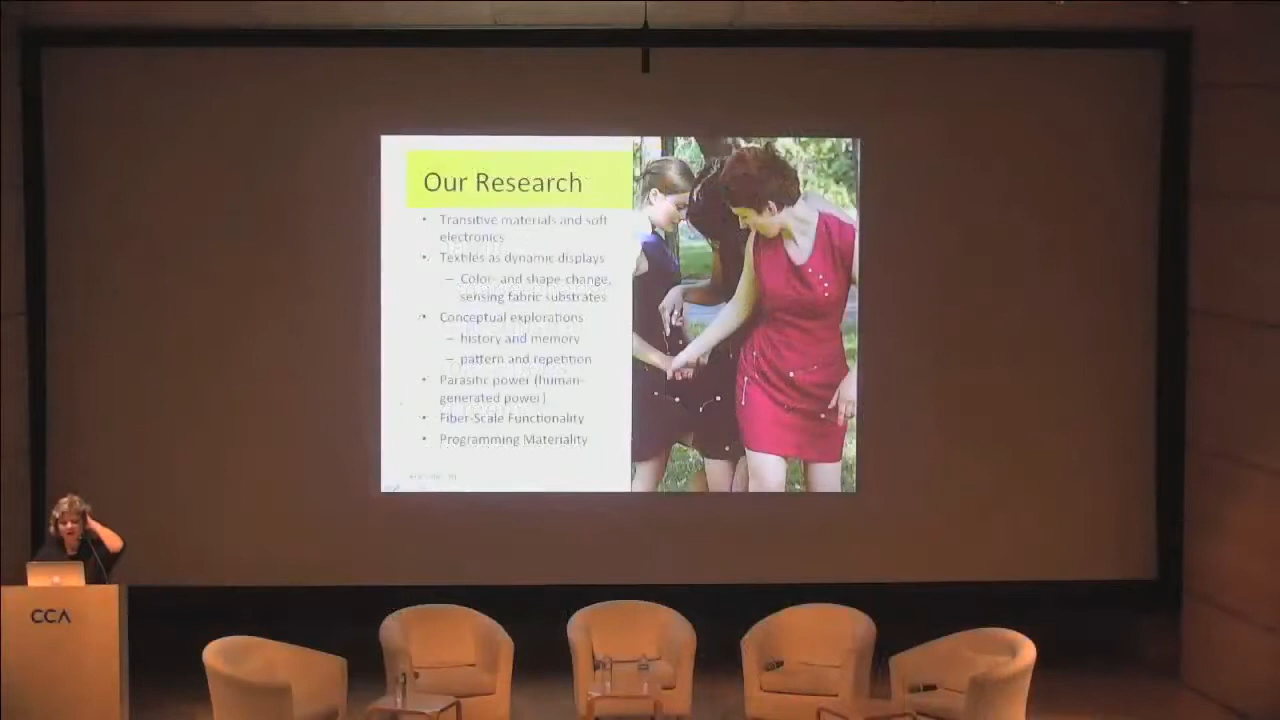 Our Research
• Transitive materials and soft
electronics
• Textiles as dynamic displays
– Color- and shape-change,
sensing fabric substrates
• Conceptual explorations
– history and memory
– pattern and repetition
• Parasitic power (human-
generated power)
• Fiber-Scale Functionality
• Programming Materiality
CCA